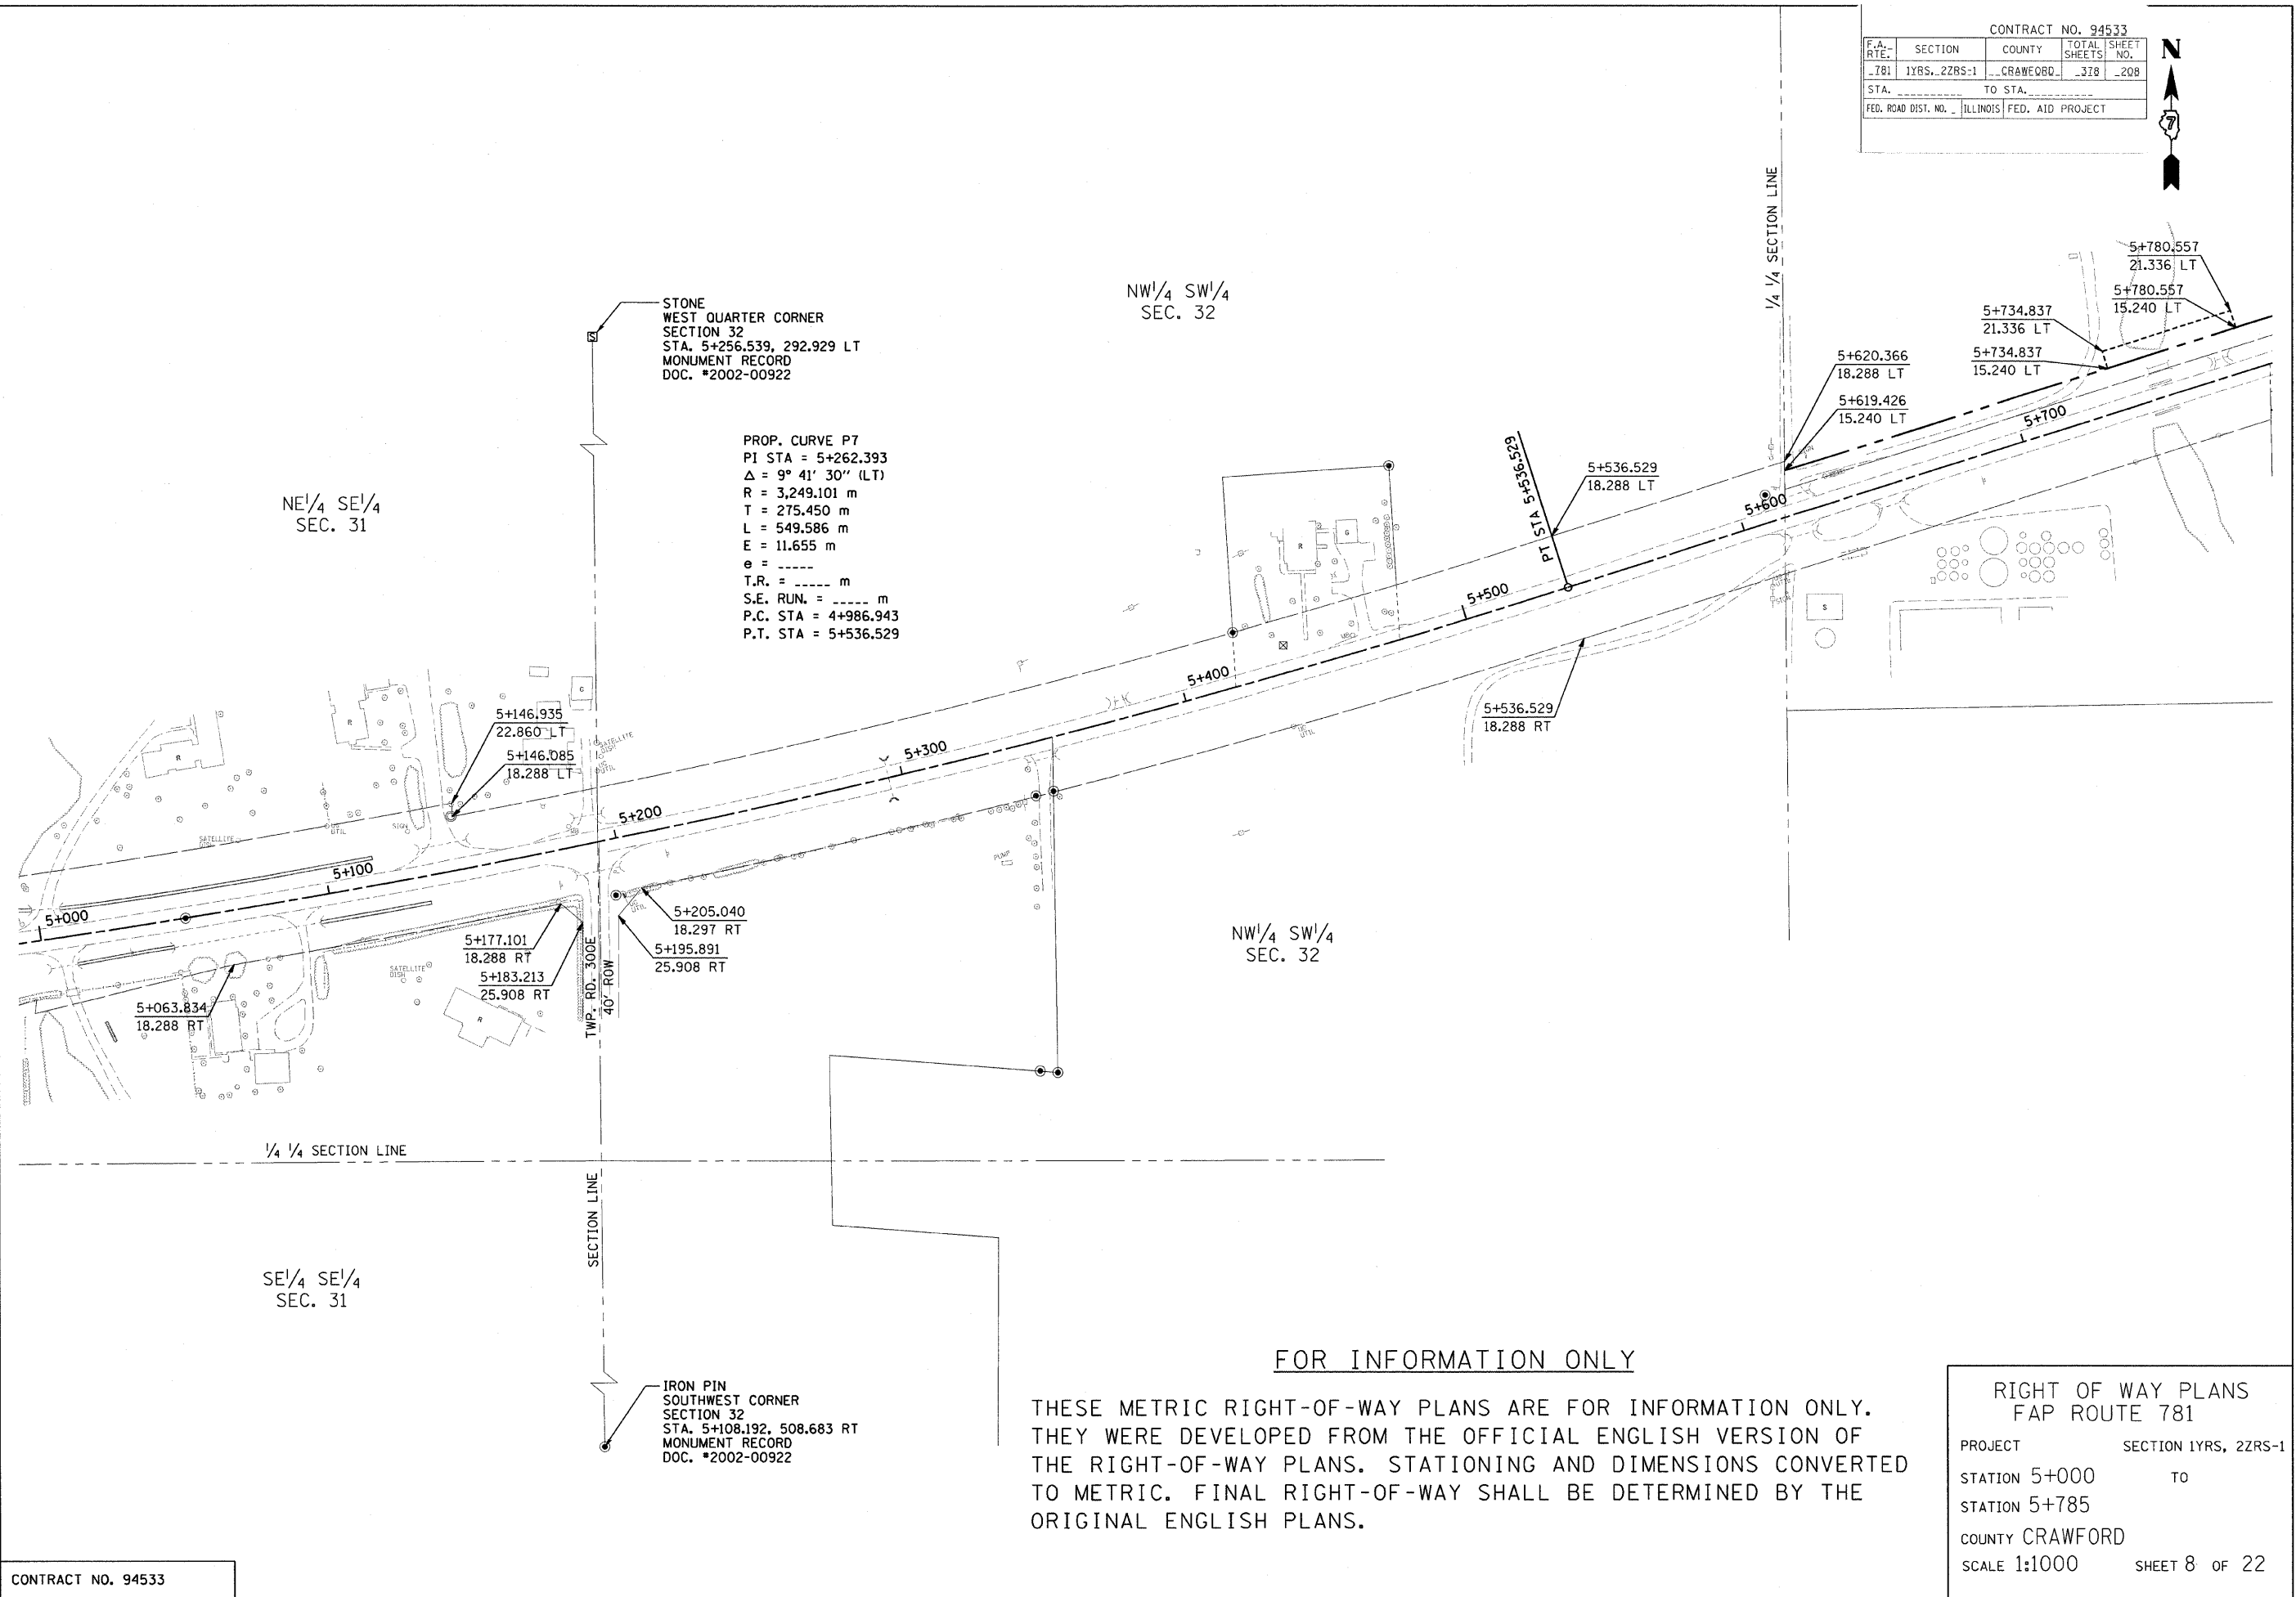 CONTRACT NO. 94533
F.A. RTE. SECTION COUNTY TOTAL SHEETS SHEET NO.
781 1YRS, 2ZRS-1 CRAWFORD 378 208
STA. TO STA.
FED. ROAD DIST. NO. ILLINOIS FED. AID PROJECT
N
7
1/4 1/4 SECTION LINE
STONE
WEST QUARTER CORNER
SECTION 32
STA. 5+256.539, 292.929 LT
MONUMENT RECORD
DOC. #2002-00922
S
NW1/4 SW1/4
SEC. 32
5+780.557
21.336 LT
5+780.557
15.240 LT
5+734.837
21.336 LT
5+734.837
15.240 LT
5+620.366
18.288 LT
5+619.426
15.240 LT
5+700
5+600
PROP. CURVE P7
PI STA = 5+262.393
Δ = 9° 41' 30" (LT)
R = 3,249.101 m
T = 275.450 m
L = 549.586 m
E = 11.655 m
e = _____
T.R. = _____ m
S.E. RUN. = _____ m
P.C. STA = 4+986.943
P.T. STA = 5+536.529
NE1/4 SE1/4
SEC. 31
PT STA 5+536.529
5+536.529
18.288 LT
5+500
R
G
S
5+400
5+536.529
18.288 RT
UTIL
5+300
G
R
R
5+146.935
22.860 LT
5+146.085
18.288 LT
SATELLITE
DISH
UTIL
5+200
SATELLITE
DISH
UTIL
SIGN
5+100
5+000
PUMP
5+205.040
18.297 RT
5+195.891
25.908 RT
5+177.101
18.288 RT
5+183.213
25.908 RT
SATELLITE
DISH
R
5+063.834
18.288 RT
TWP. RD. 300E
40' ROW
NW1/4 SW1/4
SEC. 32
1/4 1/4 SECTION LINE
SECTION LINE
SE1/4 SE1/4
SEC. 31
IRON PIN
SOUTHWEST CORNER
SECTION 32
STA. 5+108.192, 508.683 RT
MONUMENT RECORD
DOC. #2002-00922
FOR INFORMATION ONLY
THESE METRIC RIGHT-OF-WAY PLANS ARE FOR INFORMATION ONLY.
THEY WERE DEVELOPED FROM THE OFFICIAL ENGLISH VERSION OF
THE RIGHT-OF-WAY PLANS. STATIONING AND DIMENSIONS CONVERTED
TO METRIC. FINAL RIGHT-OF-WAY SHALL BE DETERMINED BY THE
ORIGINAL ENGLISH PLANS.
RIGHT OF WAY PLANS
FAP ROUTE 781
PROJECT SECTION 1YRS, 2ZRS-1
STATION 5+000 TO
STATION 5+785
COUNTY CRAWFORD
SCALE 1:1000 SHEET 8 OF 22
CONTRACT NO. 94533